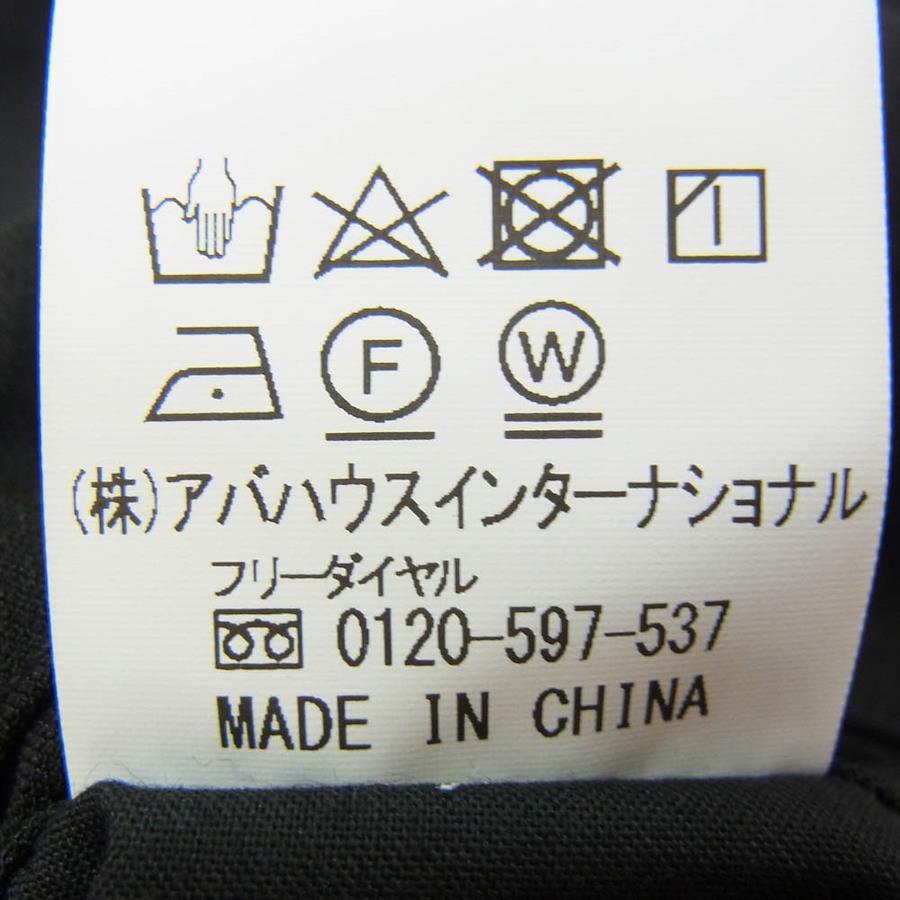 F W
(株)アバハウスインターナショナル
フリーダイヤル
0120-597-537
MADE IN CHINA